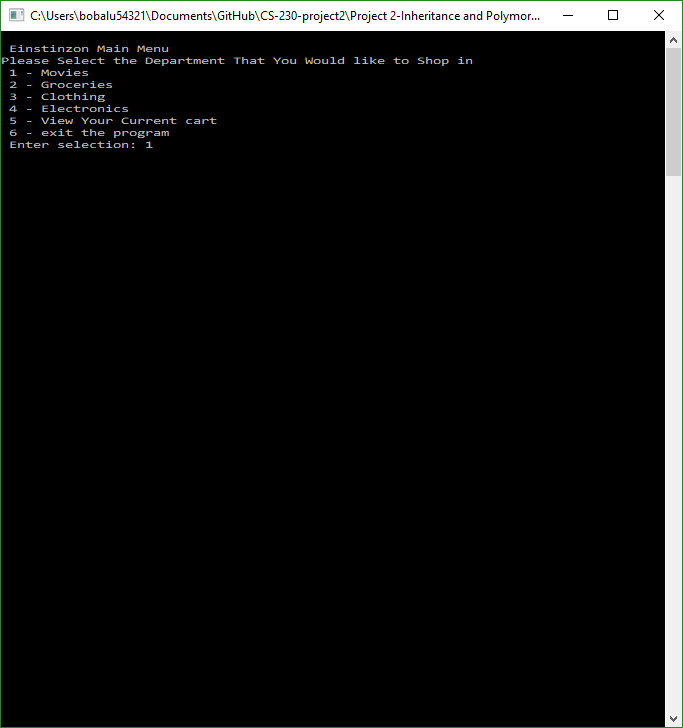 C:\Users\bobalu54321\Documents\GitHub\CS-230-project2\Project 2-Inheritance and Polymor...
Einstinzon Main Menu
Please Select the Department That You Would like to Shop in
1 - Movies
2 - Groceries
3 - Clothing
4 - Electronics
5 - View Your Current cart
6 - exit the program
Enter selection: 1